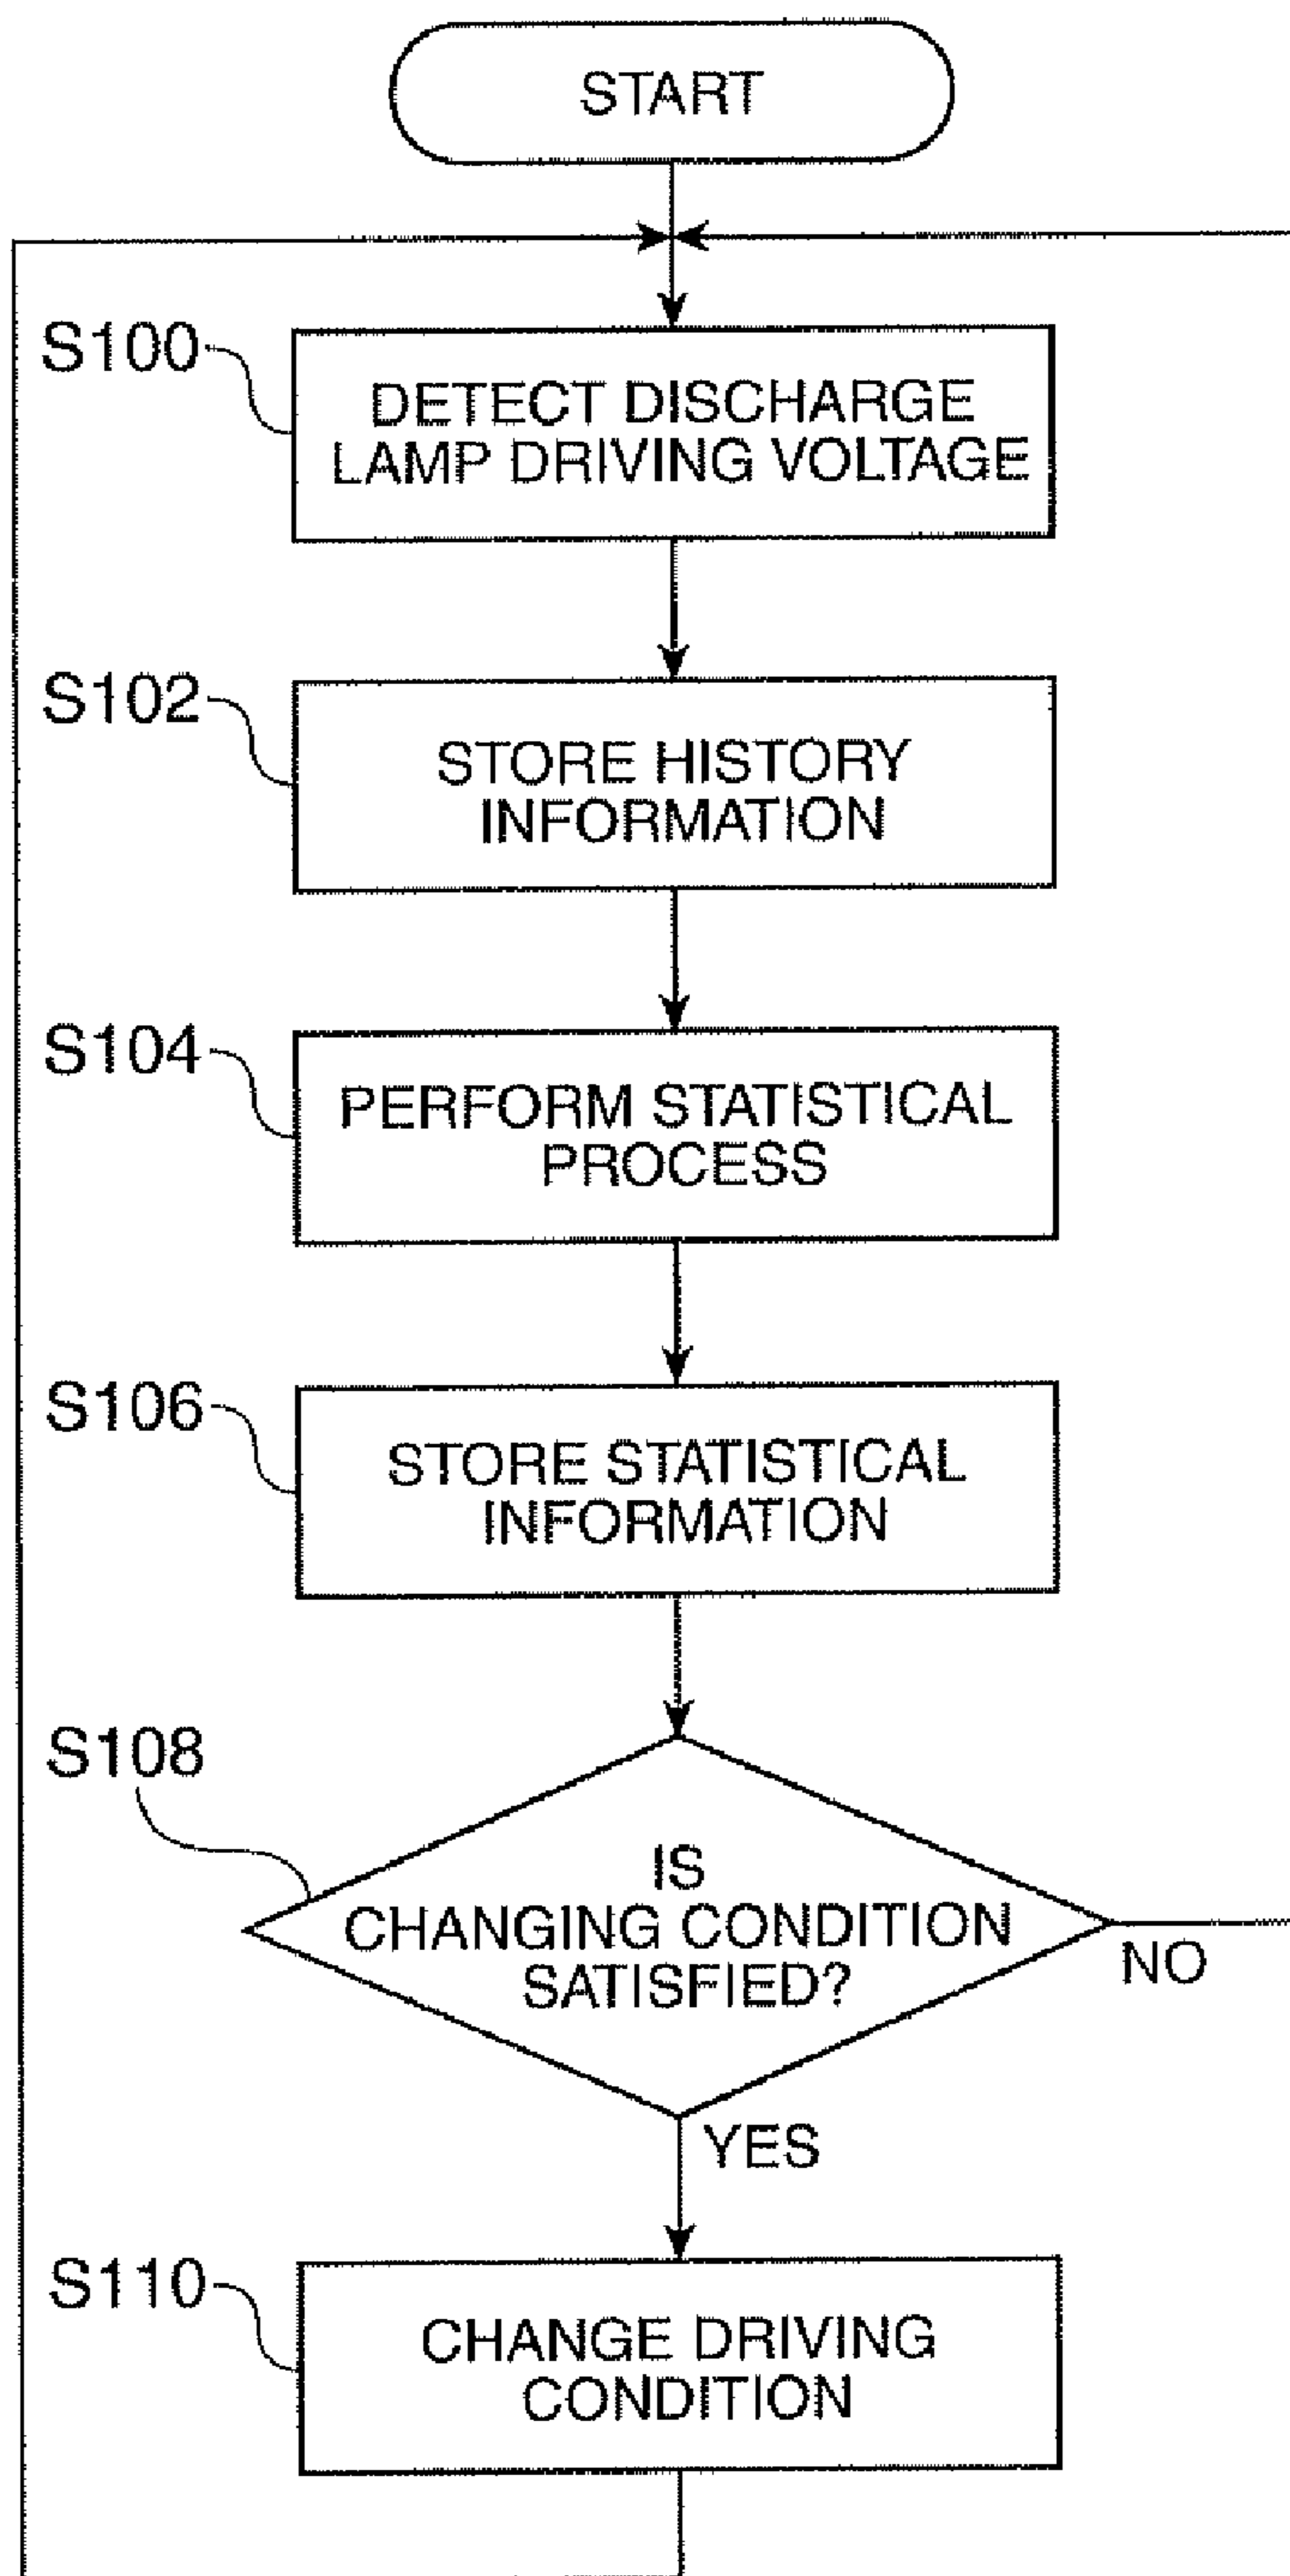 START
S100
DETECT DISCHARGE
LAMP DRIVING VOLTAGE
S102
STORE HISTORY
INFORMATION
S104
PERFORM STATISTICAL
PROCESS
S106
STORE STATISTICAL
INFORMATION
S108
IS
CHANGING CONDITION
SATISFIED?
NO
YES
S110
CHANGE DRIVING
CONDITION